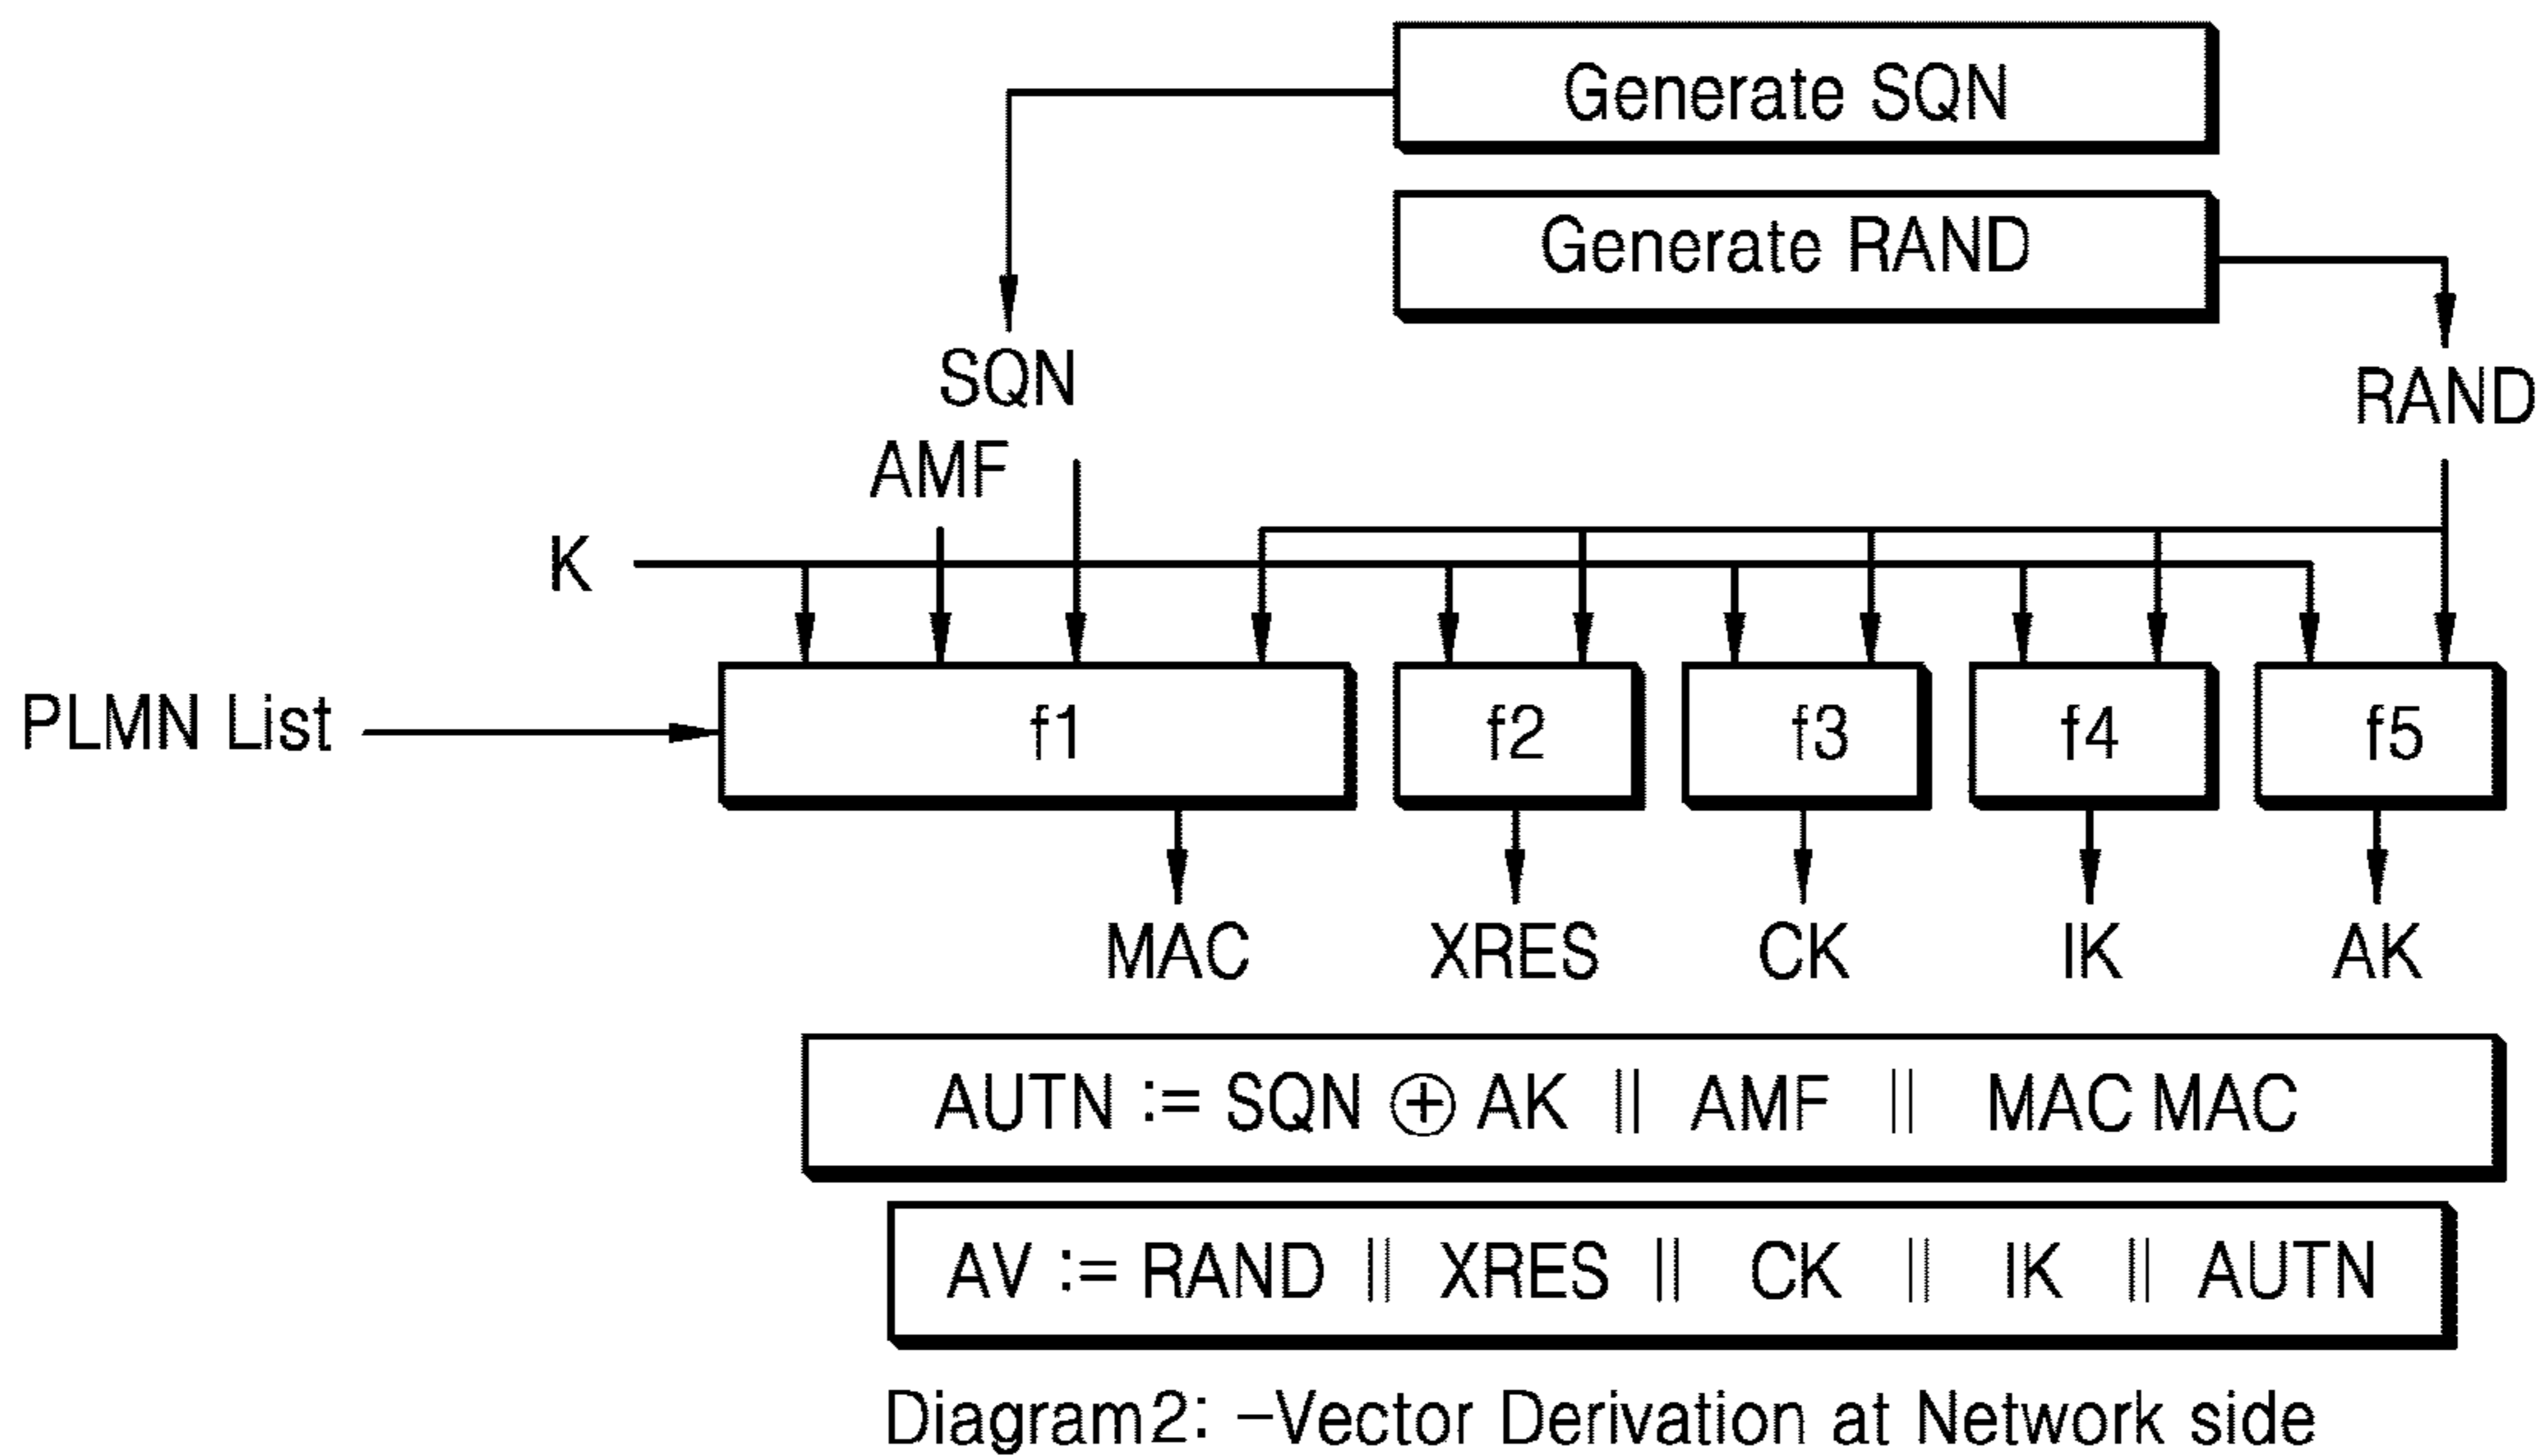 Generate SQN
Generate RAND
SQN
RAND
AMF
K
PLMN List
f1
f2
f3
f4
f5
MAC
XRES
CK
IK
AK
AUTN := SQN ⊕ AK || AMF || MAC MAC
AV := RAND || XRES || CK || IK || AUTN
Diagram2: -Vector Derivation at Network side